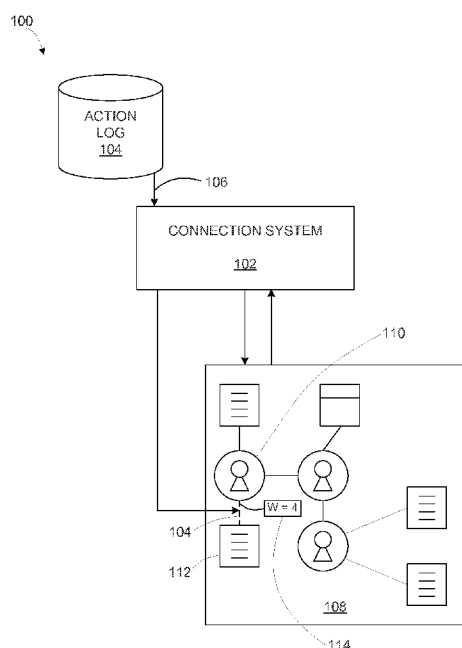 100
ACTION
LOG
104
106
CONNECTION SYSTEM
102
110
W = 4
104
112
108
114